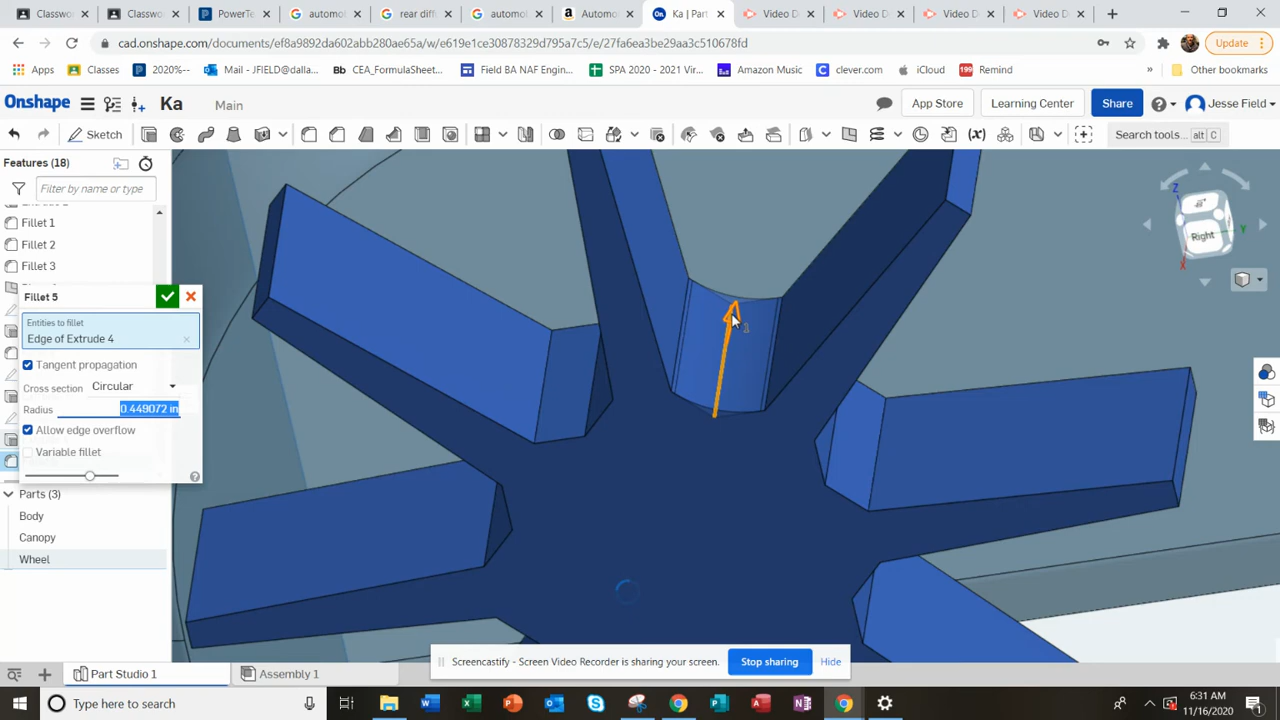 Classwork
Classwork
PowerTe
automol
rear diff
automol
Automol
Ka | Part
Video D
Video D
Video D
Video D
cad.onshape.com/documents/ef8a9892da602abb280ae65a/w/e619e1ce30878329d795a7c5/e/27fa6ea3be29aa3c510678fd
Update
Apps
Classes
2020%--
Mail - JFIELD@dalla...
CEA_FormulaSheet...
Field BA NAF Engin...
SPA 2020 - 2021 Vir...
Amazon Music
clever.com
iCloud
Remind
»
Other bookmarks
Onshape
Ka
Main
App Store
Learning Center
Share
Jesse Field
Sketch
(x)
Search tools...
alt C
Features (18)
Filter by name or type
Fillet 1
Fillet 2
Fillet 3
Fillet 5
Entities to fillet
Edge of Extrude 4
Tangent propagation
Cross section Circular
Radius 0.449072 in
Allow edge overflow
Variable fillet
Parts (3)
Body
Canopy
Wheel
Z
Right
Y
X
1
Screencastify - Screen Video Recorder is sharing your screen.
Stop sharing
Hide
Part Studio 1
Assembly 1
Type here to search
6:31 AM
11/16/2020